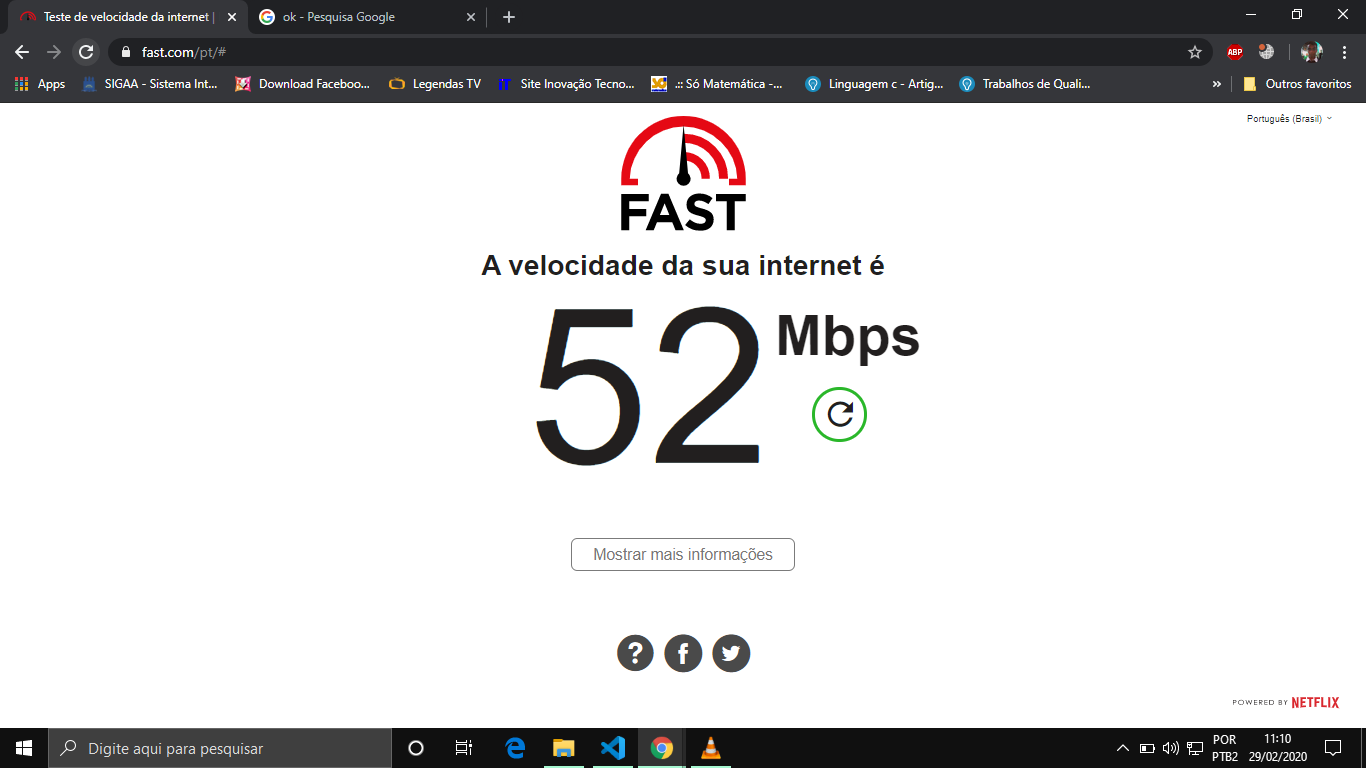 Teste de velocidade da internet |
ok - Pesquisa Google
fast.com/pt/#
ABP
Apps
SIGAA - Sistema Int...
Download Faceboo...
Legendas TV
iT
Site Inovação Tecno...
.:: Só Matemática -...
Linguagem c - Artig...
Trabalhos de Quali...
»
Outros favoritos
Português (Brasil)
FAST
A velocidade da sua internet é
52 Mbps
Mostrar mais informações
?
f
POWERED BY NETFLIX
Digite aqui para pesquisar
POR
PTB2
11:10
29/02/2020